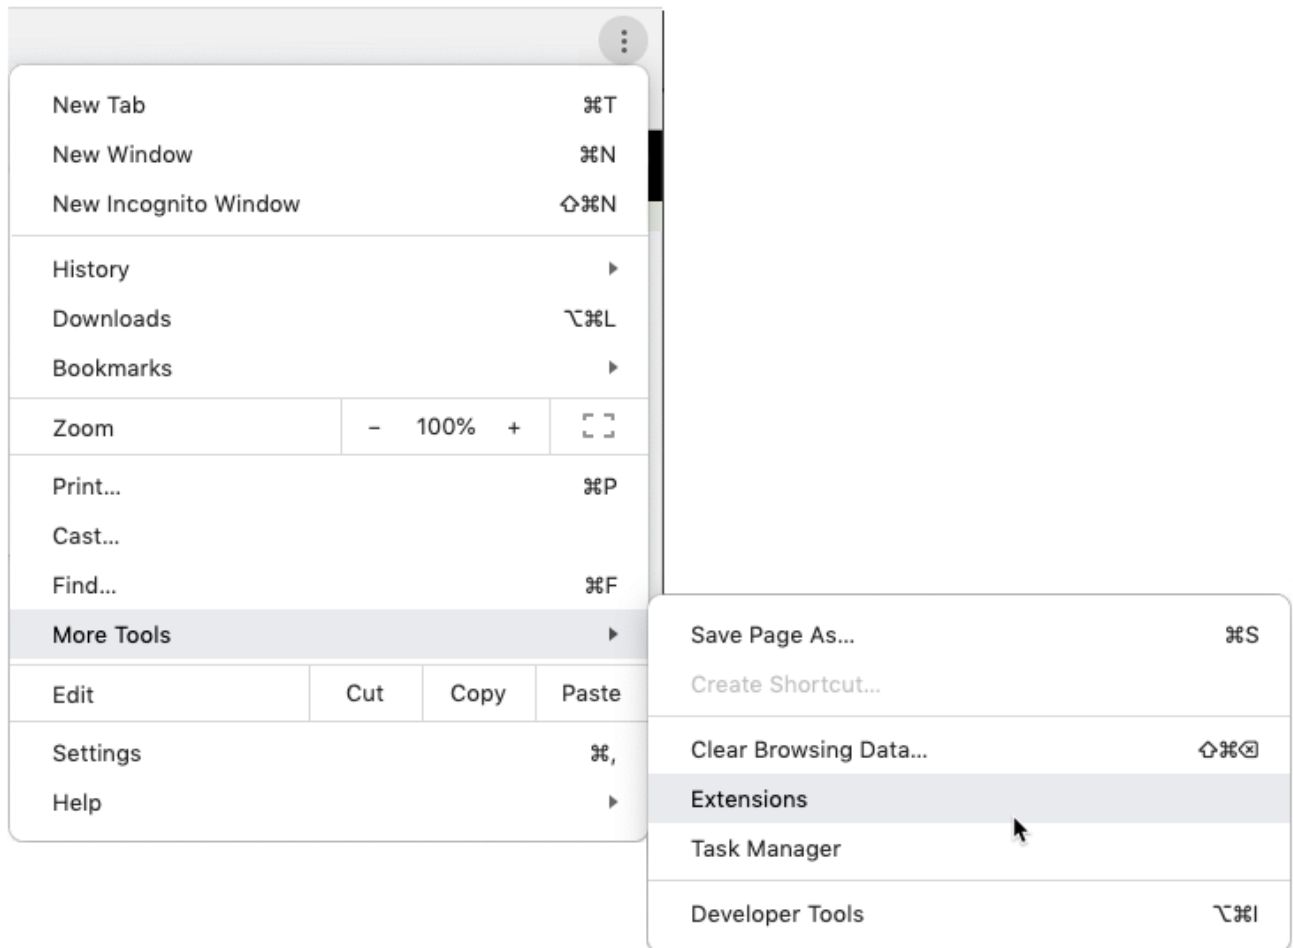 New Tab ⌘T
New Window ⌘N
New Incognito Window ⇧⌘N
History
Downloads ⌥⌘L
Bookmarks
Zoom - 100% +
Print... ⌘P
Cast...
Find... ⌘F
More Tools
Edit Cut Copy Paste
Settings ⌘,
Help
Save Page As... ⌘S
Create Shortcut...
Clear Browsing Data... ⇧⌘⌫
Extensions
Task Manager
Developer Tools ⌥⌘I